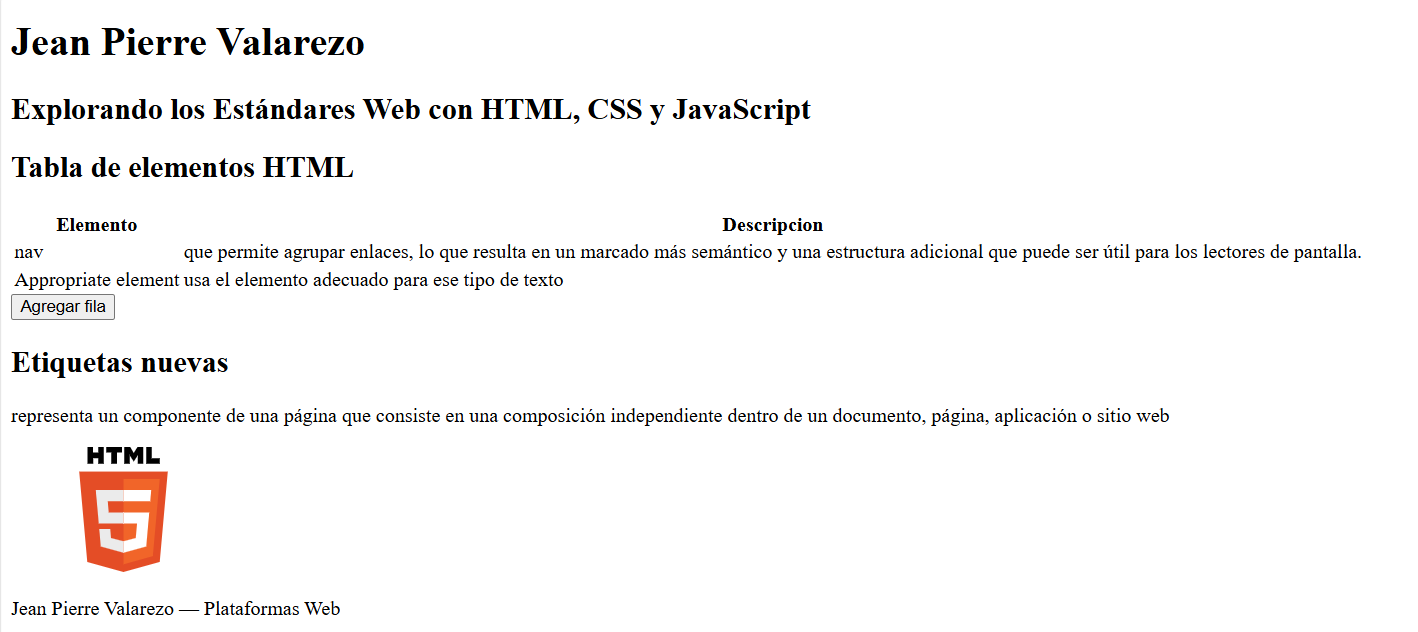 Jean Pierre Valarezo
Explorando los Estándares Web con HTML, CSS y JavaScript
Tabla de elementos HTML
Elemento Descripcion
nav que permite agrupar enlaces, lo que resulta en un marcado más semántico y una estructura adicional que puede ser útil para los lectores de pantalla.
Appropriate element usa el elemento adecuado para ese tipo de texto
Agregar fila
Etiquetas nuevas
representa un componente de una página que consiste en una composición independiente dentro de un documento, página, aplicación o sitio web
HTML
5
Jean Pierre Valarezo — Plataformas Web